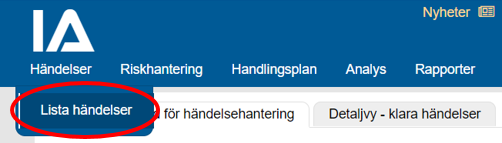 Nyheter
IA
Händelser Riskhantering Handlingsplan Analys Rapporter
Lista händelser för händelsehantering Detaljvy - klara händelser